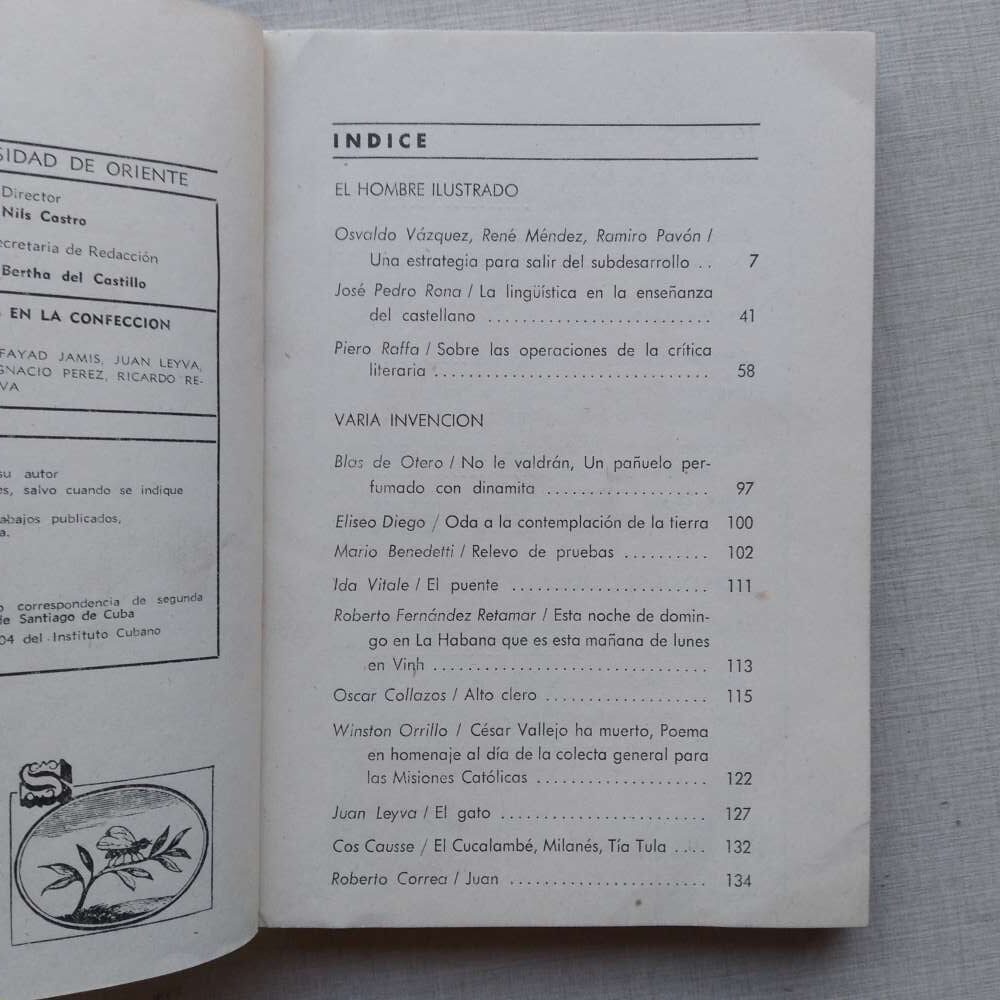 SIDAD DE ORIENTE
Director
Nils Castro
ecretaria de Redacción
Bertha del Castillo
EN LA CONFECCION
FAYAD JAMIS, JUAN LEYVA,
GNACIO PEREZ, RICARDO RE-
VA
su autor
es, salvo cuando se indique
abajos publicados,
a.
o correspondencia de segunda
de Santiago de Cuba
04 del Instituto Cubano
S
INDICE
EL HOMBRE ILUSTRADO
Osvaldo Vázquez, René Méndez, Ramiro Pavón /
Una estrategia para salir del subdesarrollo .. 7
José Pedro Rona / La lingüística en la enseñanza
del castellano ......................... 41
Piero Raffa / Sobre las operaciones de la crítica
literaria .............................. 58
VARIA INVENCION
Blas de Otero / No le valdrán, Un pañuelo per-
fumado con dinamita .................. 97
Eliseo Diego / Oda a la contemplación de la tierra 100
Mario Benedetti / Relevo de pruebas .......... 102
Ida Vitale / El puente ...................... 111
Roberto Fernández Retamar / Esta noche de domin-
go en La Habana que es esta mañana de lunes
en Vinh .............................. 113
Oscar Collazos / Alto clero .................. 115
Winston Orrillo / César Vallejo ha muerto, Poema
en homenaje al día de la colecta general para
las Misiones Católicas ................... 122
Juan Leyva / El gato ....................... 127
Cos Causse / El Cucalambé, Milanés, Tía Tula .... 132
Roberto Correa / Juan ...................... 134